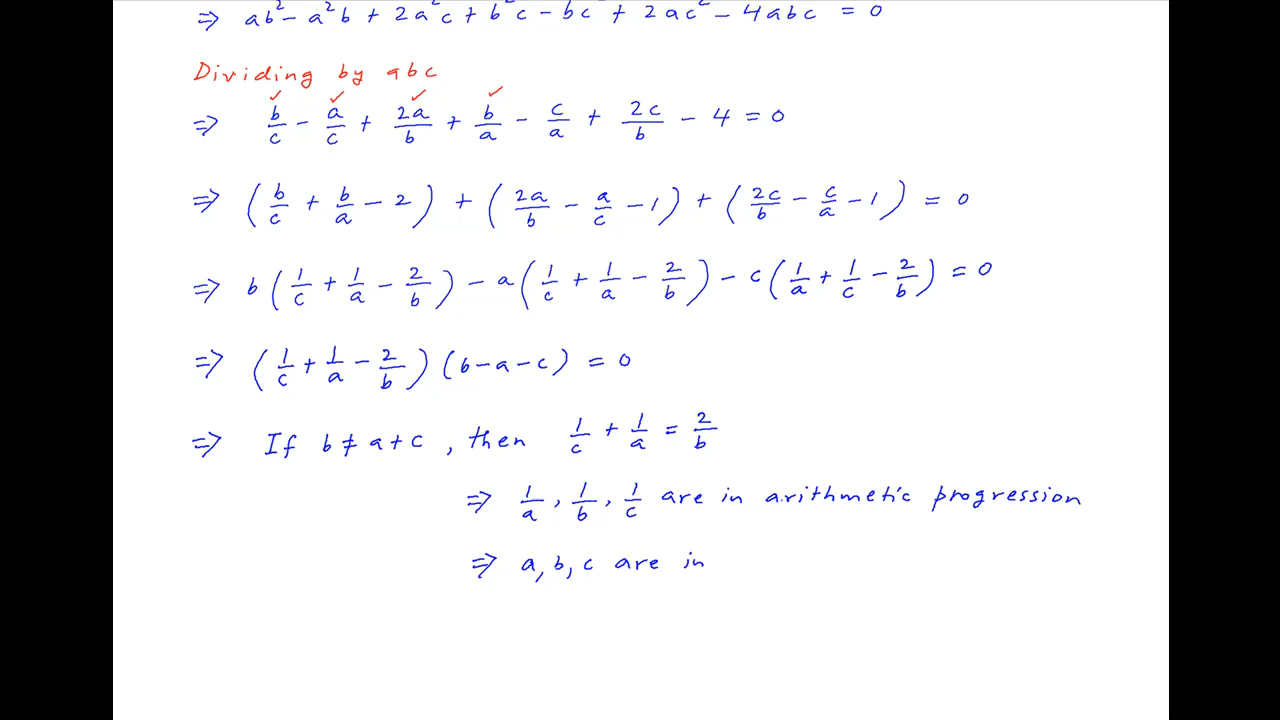 ⇒ ab² - a²b + 2a²c + b²c - bc² + 2ac² - 4abc = 0
Dividing by abc
⇒ b/c - a/c + 2a/b + b/a - c/a + 2c/b - 4 = 0
⇒ (b/c + b/a - 2) + (2a/b - a/c - 1) + (2c/b - c/a - 1) = 0
⇒ b(1/c + 1/a - 2/b) - a(1/c + 1/a - 2/b) - c(1/a + 1/c - 2/b) = 0
⇒ (1/c + 1/a - 2/b)(b - a - c) = 0
⇒ If b ≠ a + c, then 1/c + 1/a = 2/b
⇒ 1/a, 1/b, 1/c are in arithmetic progression
⇒ a, b, c are in